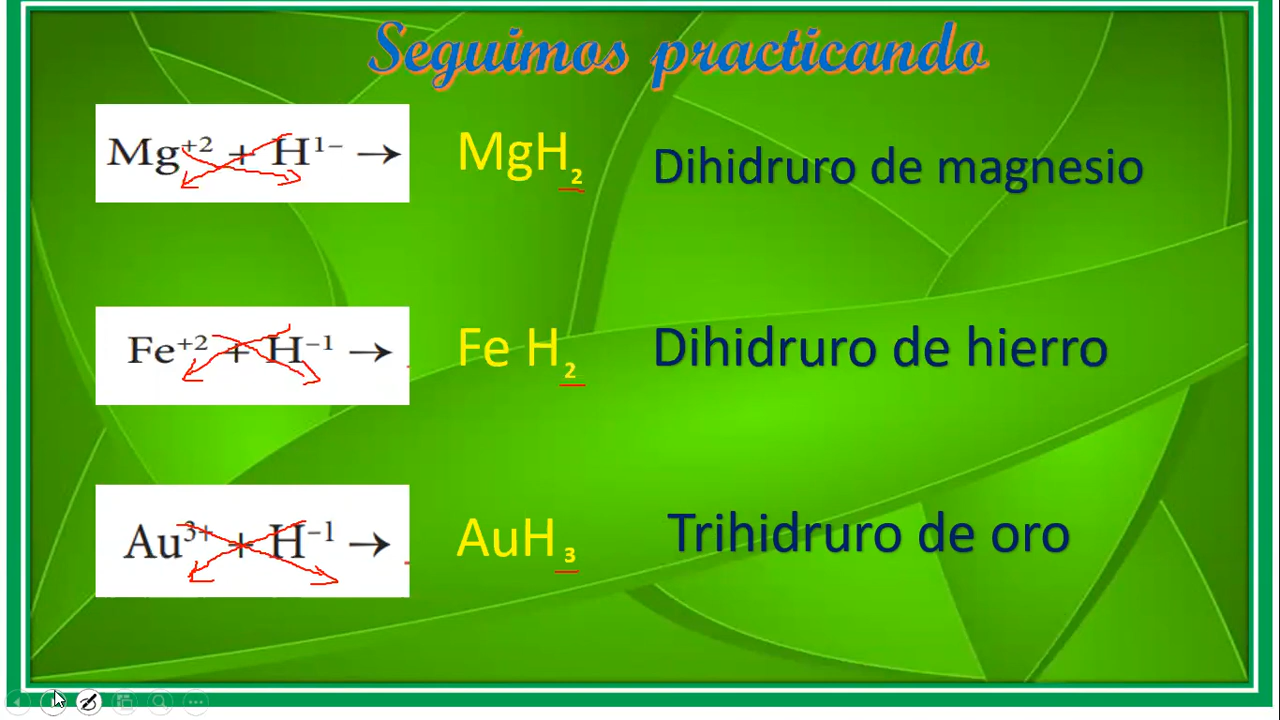 Seguimos practicando
Mg⁺² + H¹⁻ → MgH₂ Dihidruro de magnesio
Fe⁺² + H⁻¹ → Fe H₂ Dihidruro de hierro
Au³⁺ + H⁻¹ → AuH₃ Trihidruro de oro